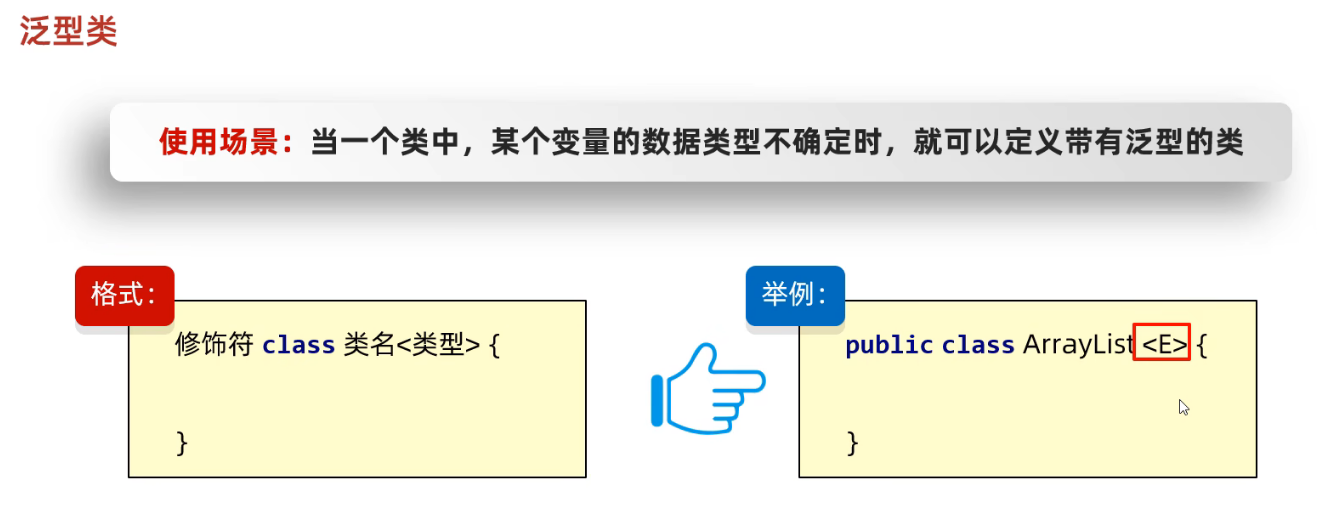 泛型类
使用场景：当一个类中，某个变量的数据类型不确定时，就可以定义带有泛型的类
格式：
修饰符 class 类名<类型> {
}
举例：
public class ArrayList <E> {
}